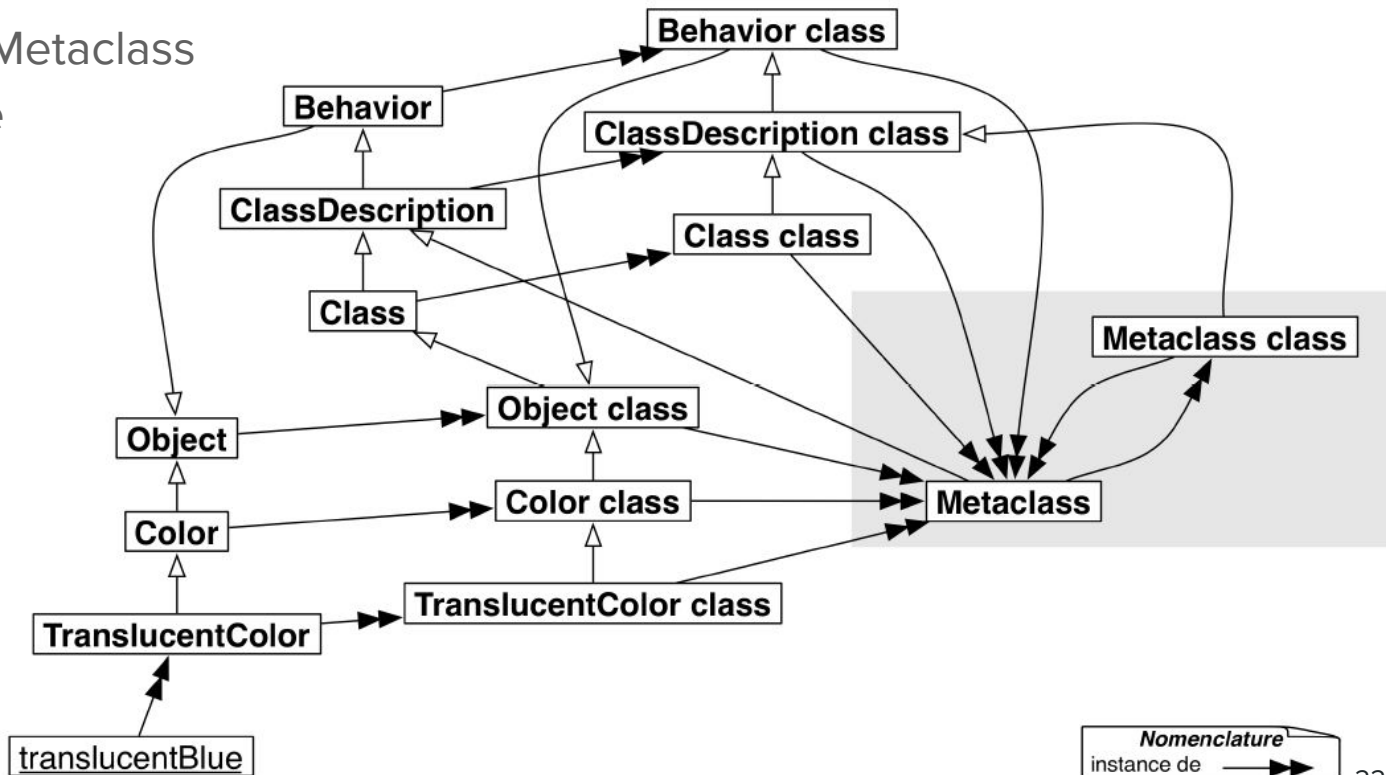 Metaclass
e
Behavior class
Behavior
ClassDescription class
ClassDescription
Class class
Class
Metaclass class
Object class
Object
Color class
Metaclass
Color
TranslucentColor class
TranslucentColor
translucentBlue
Nomenclature
instance de